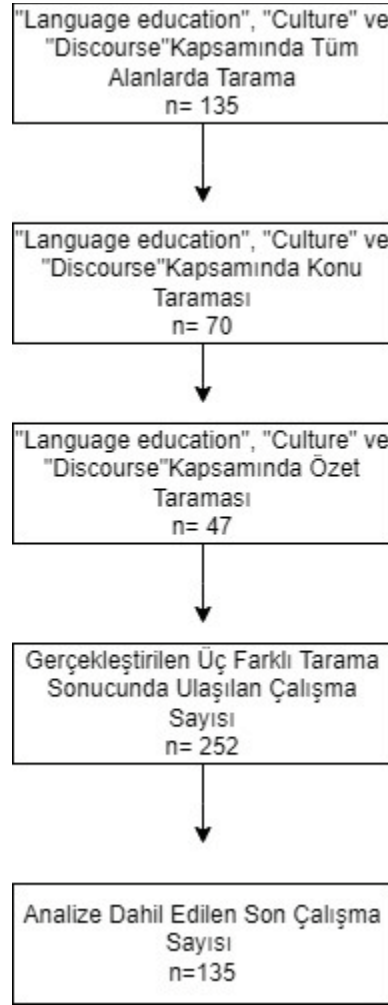 "Language education", "Culture" ve
"Discourse"Kapsamında Tüm
Alanlarda Tarama
n= 135
"Language education", "Culture" ve
"Discourse"Kapsamında Konu
Taraması
n= 70
"Language education", "Culture" ve
"Discourse"Kapsamında Özet
Taraması
n= 47
Gerçekleştirilen Üç Farklı Tarama
Sonucunda Ulaşılan Çalışma
Sayısı
n= 252
Analize Dahil Edilen Son Çalışma
Sayısı
n=135